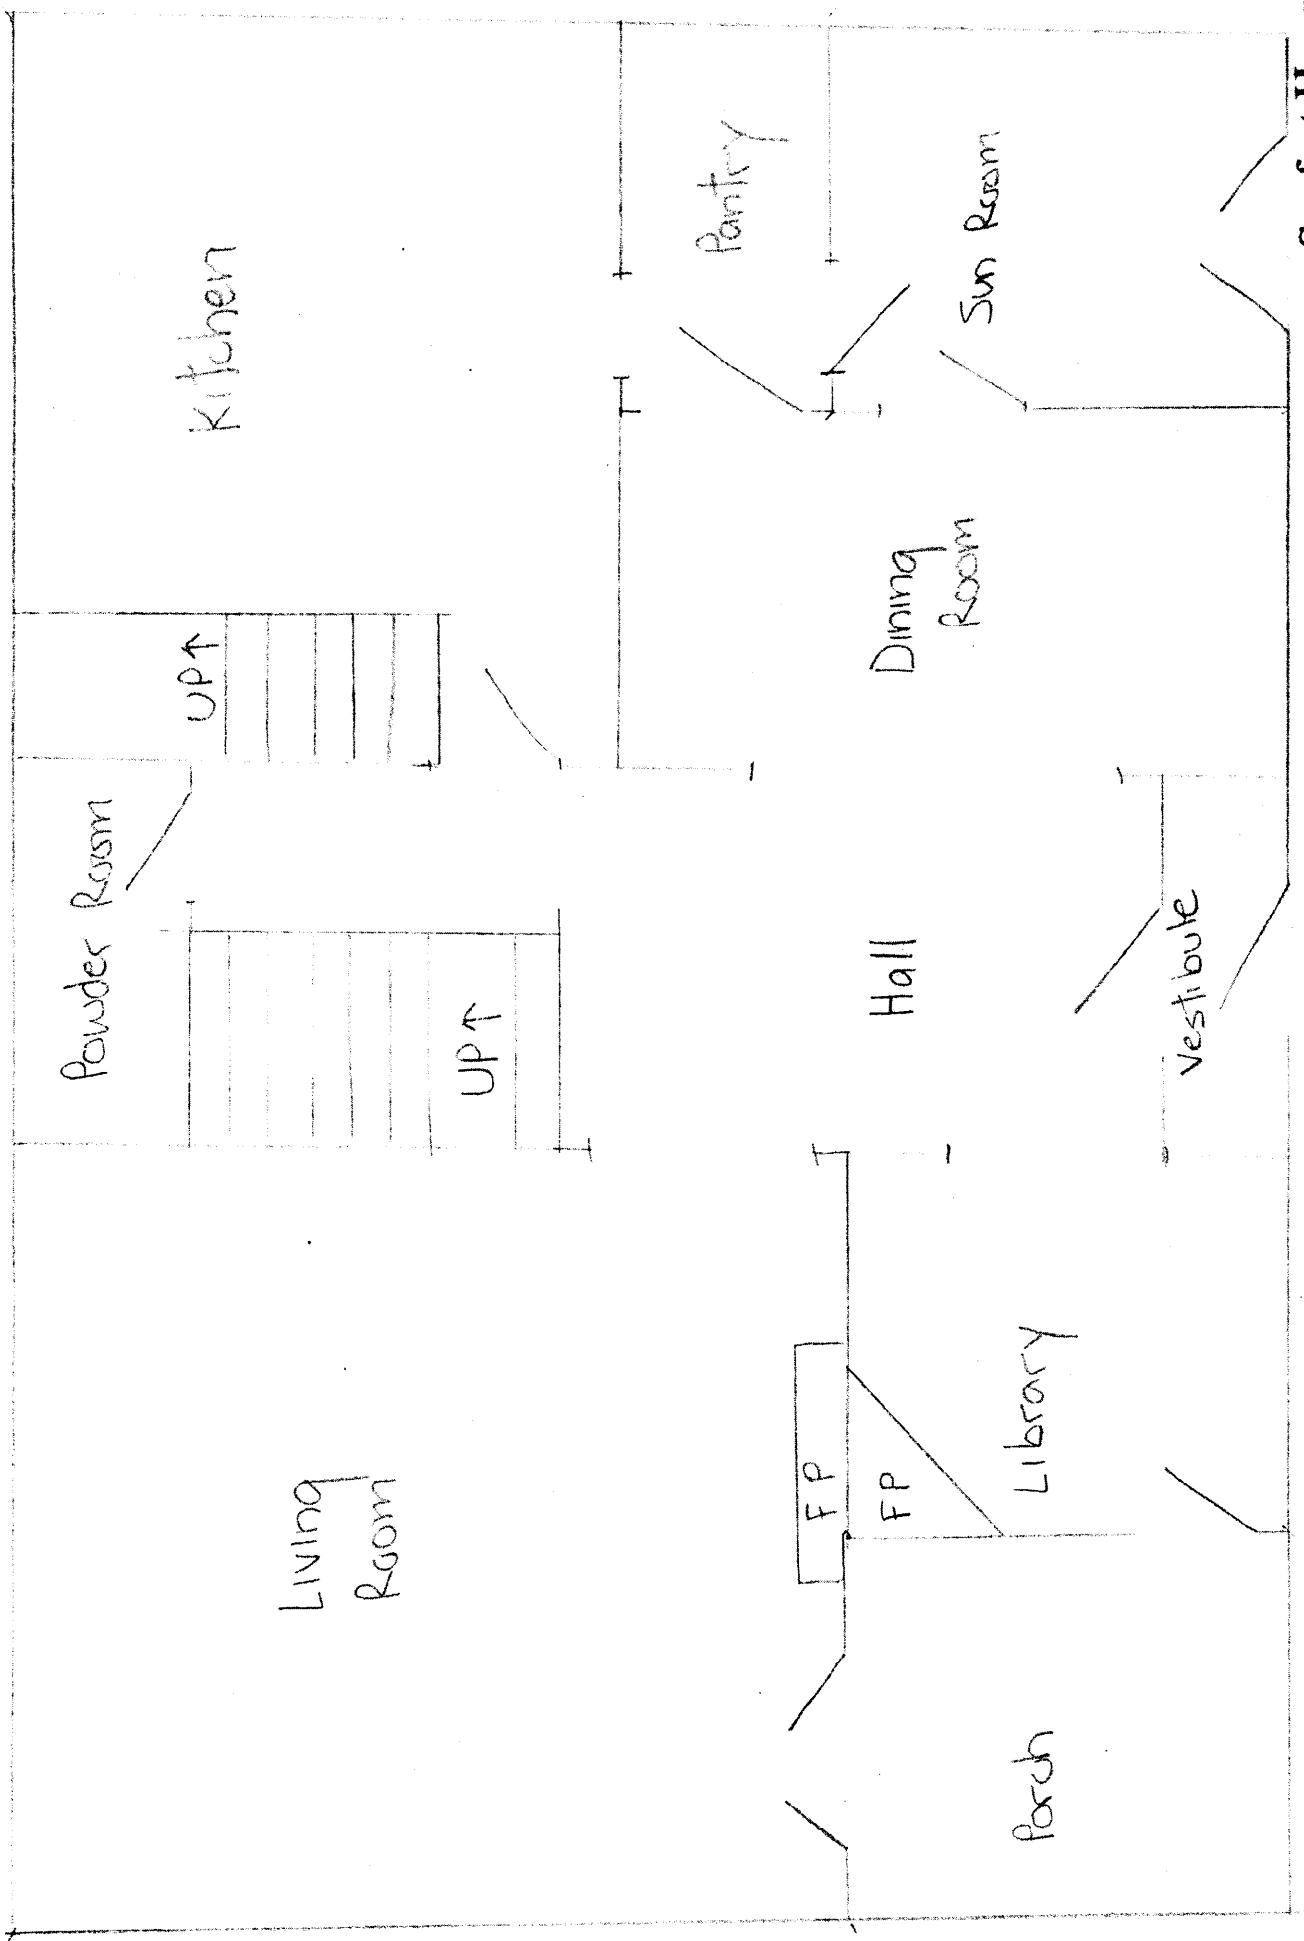 Powder Room
UP↑
Kitchen
Living
Room
UP↑
Pantry
Hall
Dining
Room
Sun Room
FP
FP
Library
Porch
Vestibule